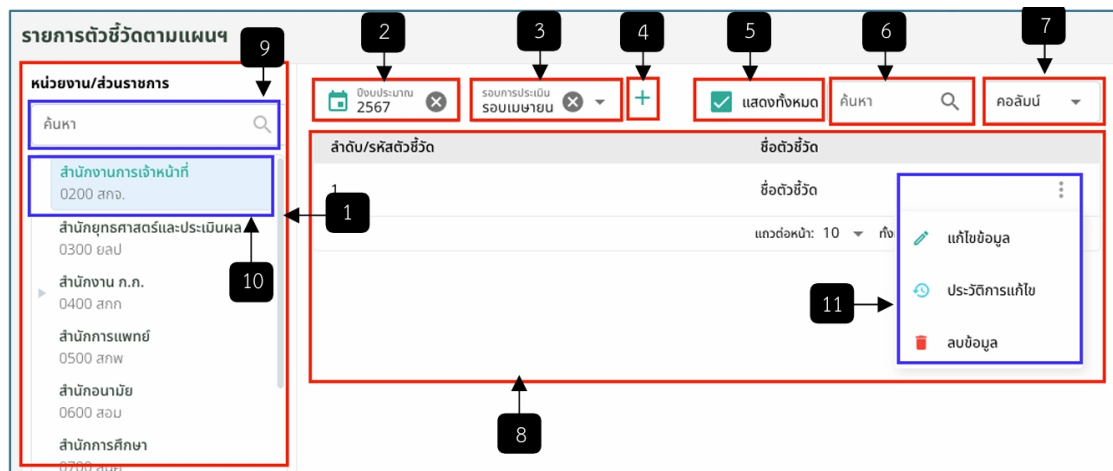 รายการตัวชี้วัดตามแผนฯ
9
2
3
4
5
6
7
หน่วยงาน/ส่วนราชการ
ค้นหา
ปีงบประมาณ
2567
รอบการประเมิน
รอบเมษายน
+
แสดงทั้งหมด
ค้นหา
คอลัมน์
ลำดับ/รหัสตัวชี้วัด
ชื่อตัวชี้วัด
สำนักงานการเจ้าหน้าที่
0200 สกจ.
1
ชื่อตัวชี้วัด
1
สำนักยุทธศาสตร์และประเมินผล
0300 ยลป
แถวต่อหน้า: 10
แก้ไขข้อมูล
10
สำนักงาน ก.ก.
0400 สกก
11
ประวัติการแก้ไข
สำนักการแพทย์
0500 สกพ
ลบข้อมูล
สำนักอนามัย
0600 สอม
8
สำนักการศึกษา